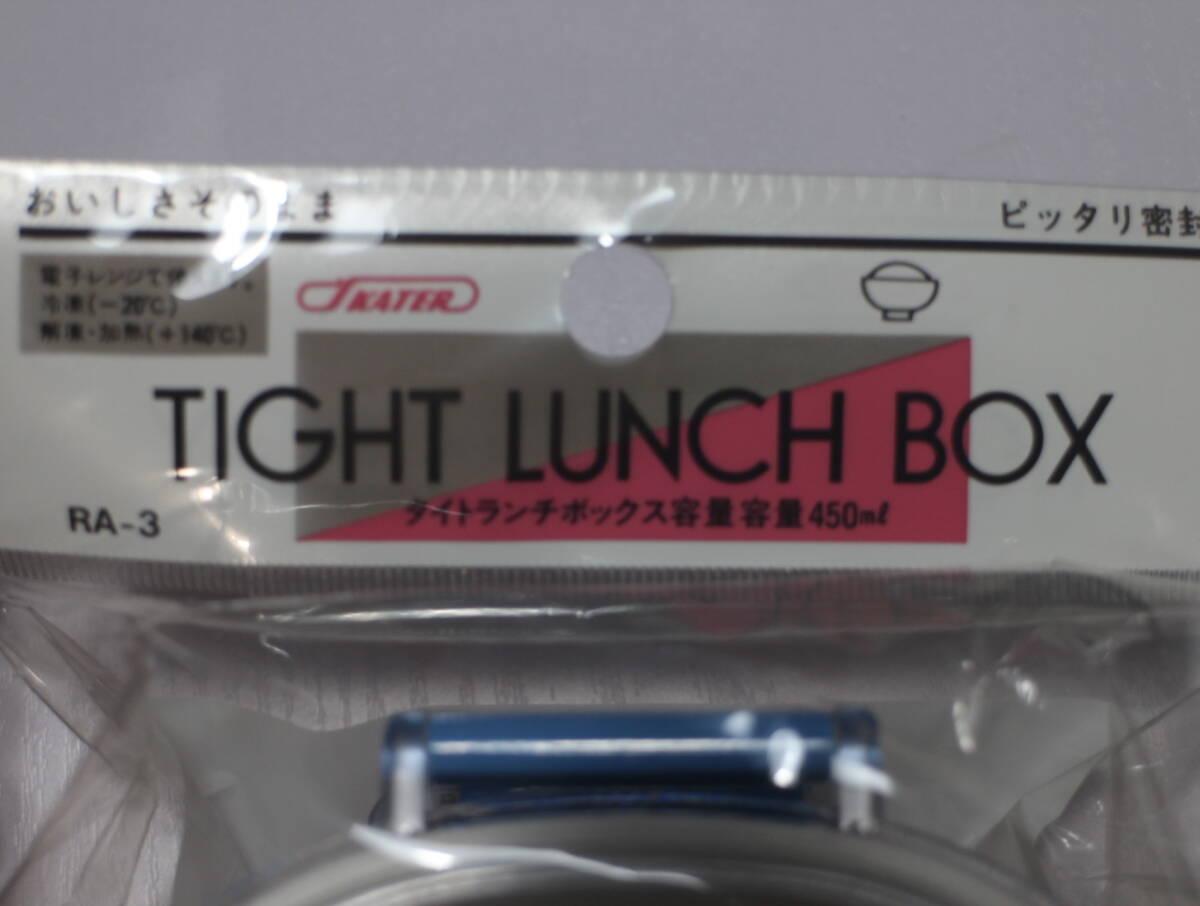 おいしさそのまま
ピッタリ密封
電子レンジで
冷凍(−20℃)
解凍・加熱(+140℃)
SKATER
TIGHT LUNCH BOX
タイトランチボックス容量容量450ml
RA-3